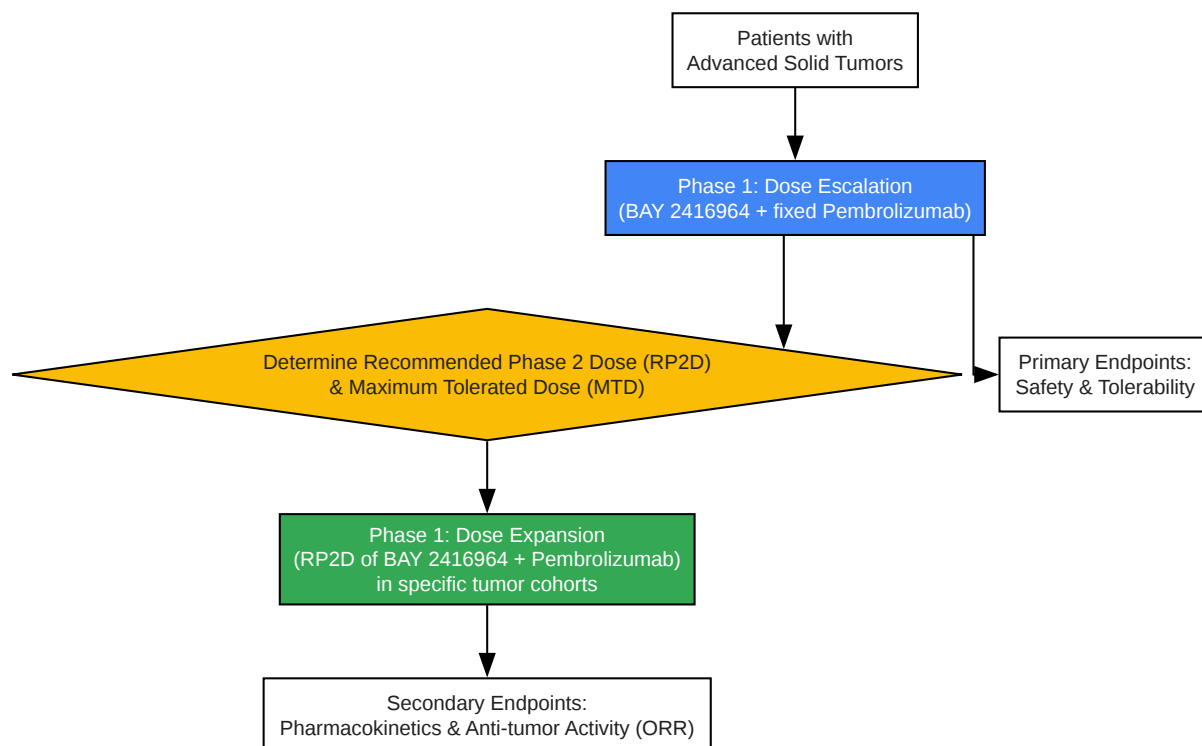 Patients with
Advanced Solid Tumors
Phase 1: Dose Escalation
(BAY 2416964 + fixed Pembrolizumab)
Determine Recommended Phase 2 Dose (RP2D)
& Maximum Tolerated Dose (MTD)
Primary Endpoints:
Safety & Tolerability
Phase 1: Dose Expansion
(RP2D of BAY 2416964 + Pembrolizumab)
in specific tumor cohorts
Secondary Endpoints:
Pharmacokinetics & Anti-tumor Activity (ORR)